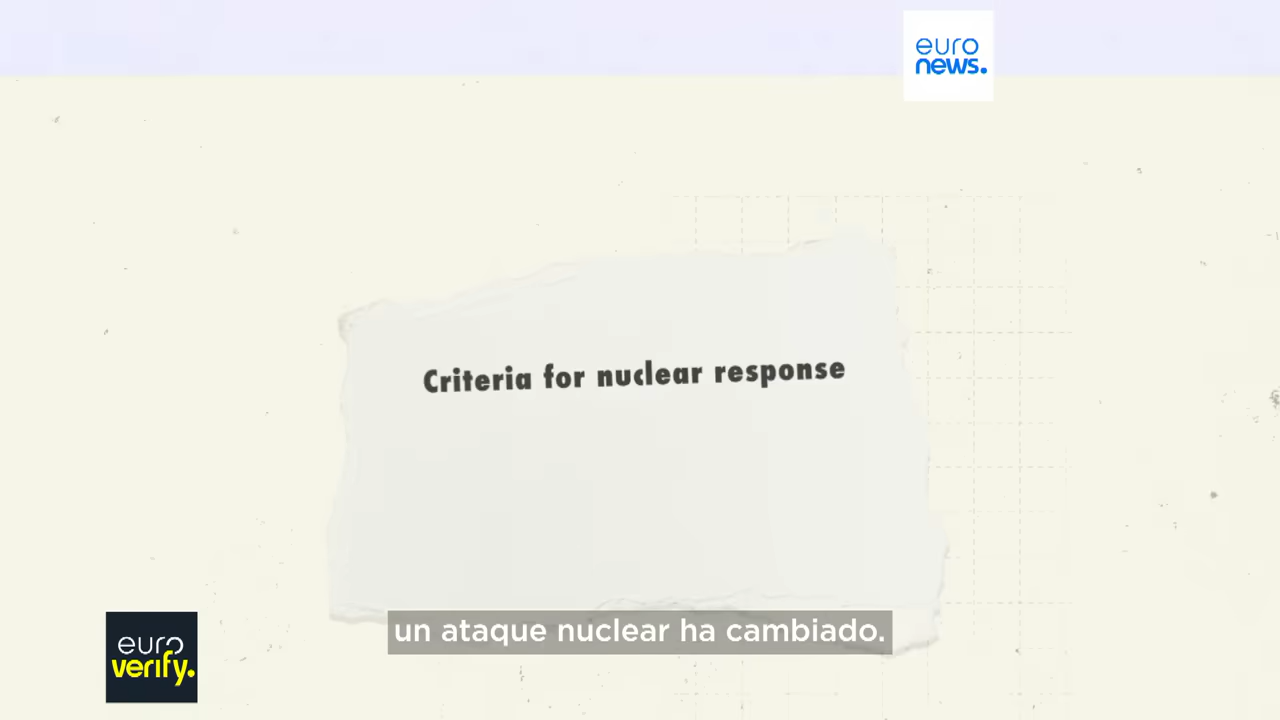 euro
news.
Criteria for nuclear response
un ataque nuclear ha cambiado.
euro
verify.